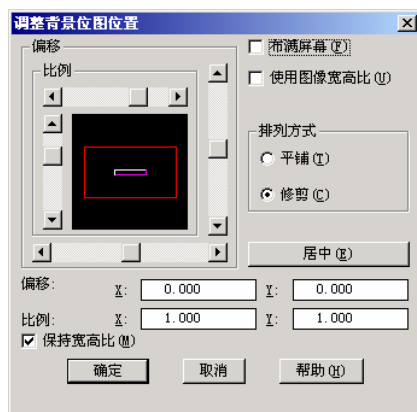 调整背景位图位置
偏移
比例
布满屏幕(F)
使用图像宽高比(U)
排列方式
平铺(T)
修剪(C)
居中(E)
偏移: X: 0.000 Y: 0.000
比例: X: 1.000 Y: 1.000
保持宽高比(M)
确定 取消 帮助(H)